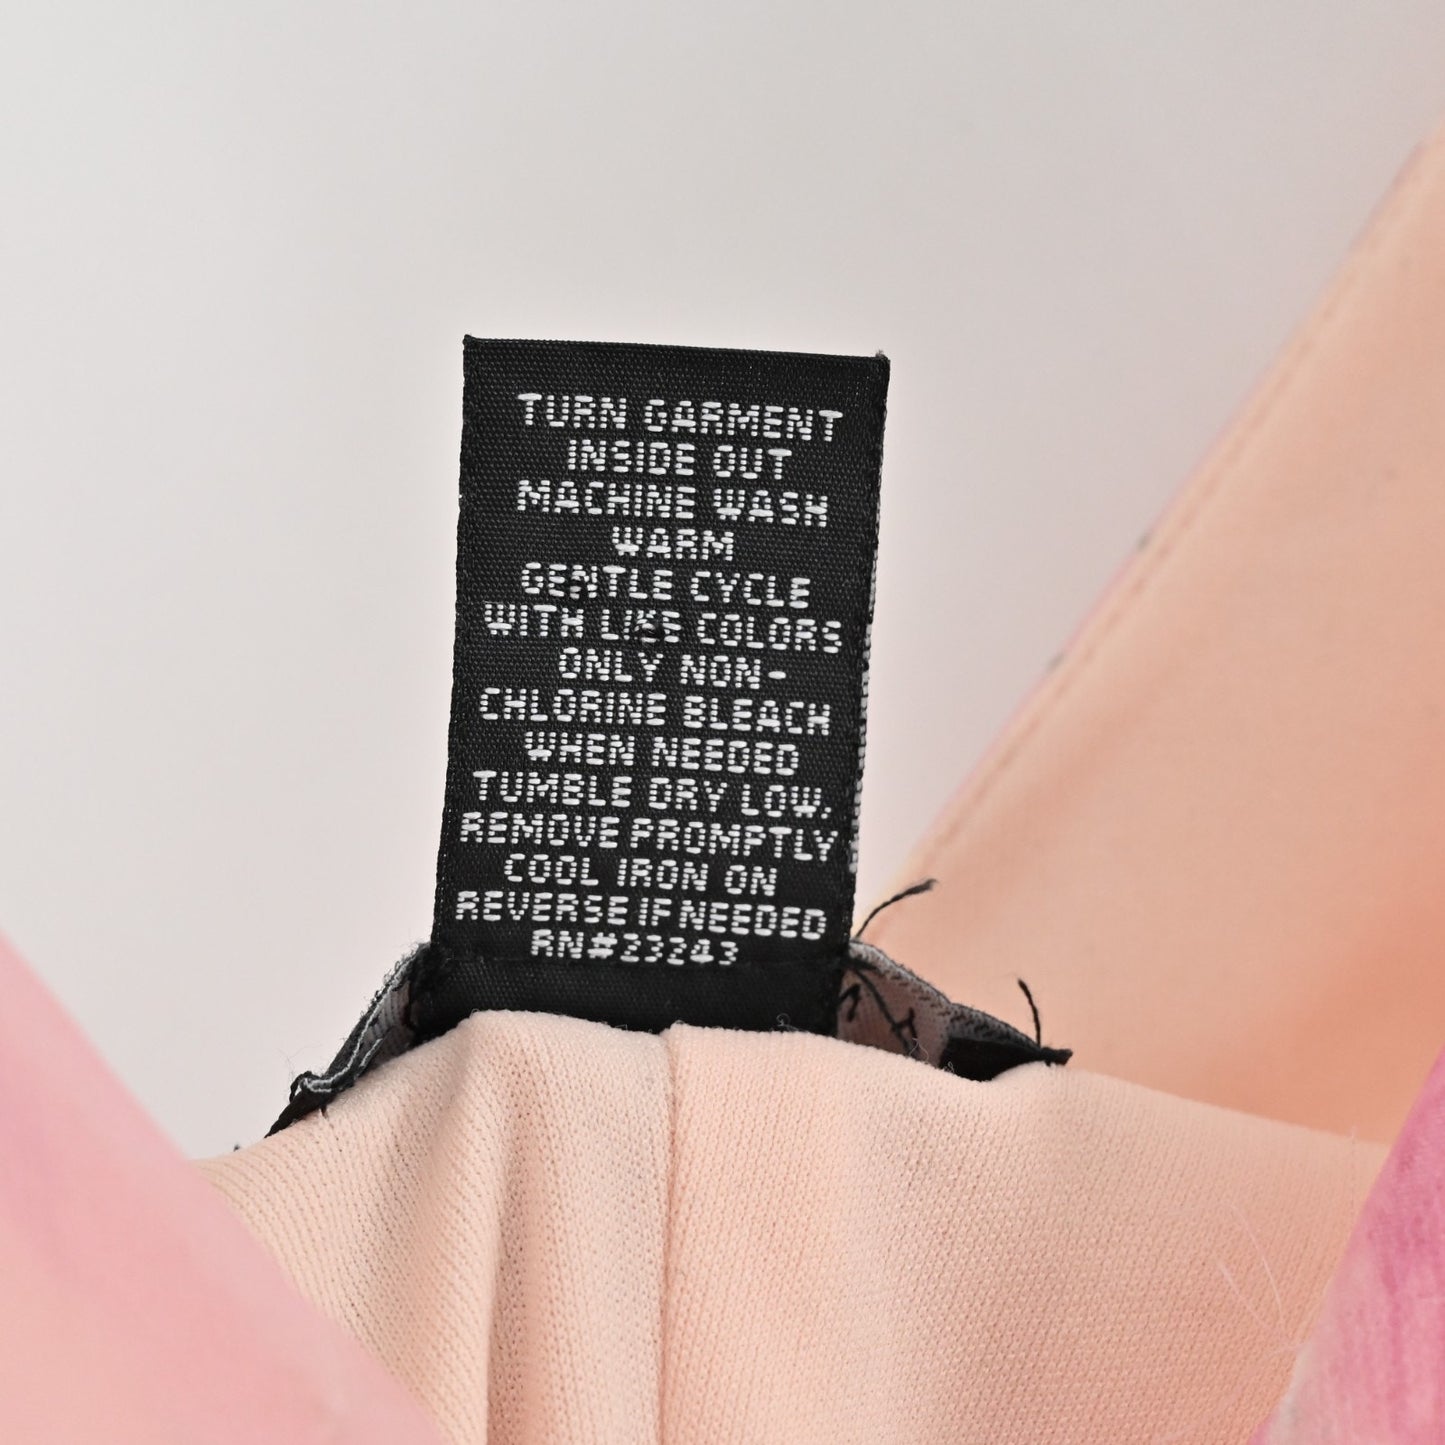 TURN GARMENT
INSIDE OUT
MACHINE WASH
WARM
GENTLE CYCLE
WITH LIKE COLORS
ONLY NON-
CHLORINE BLEACH
WHEN NEEDED
TUMBLE DRY LOW.
REMOVE PROMPTLY
COOL IRON ON
REVERSE IF NEEDED
RN#23243